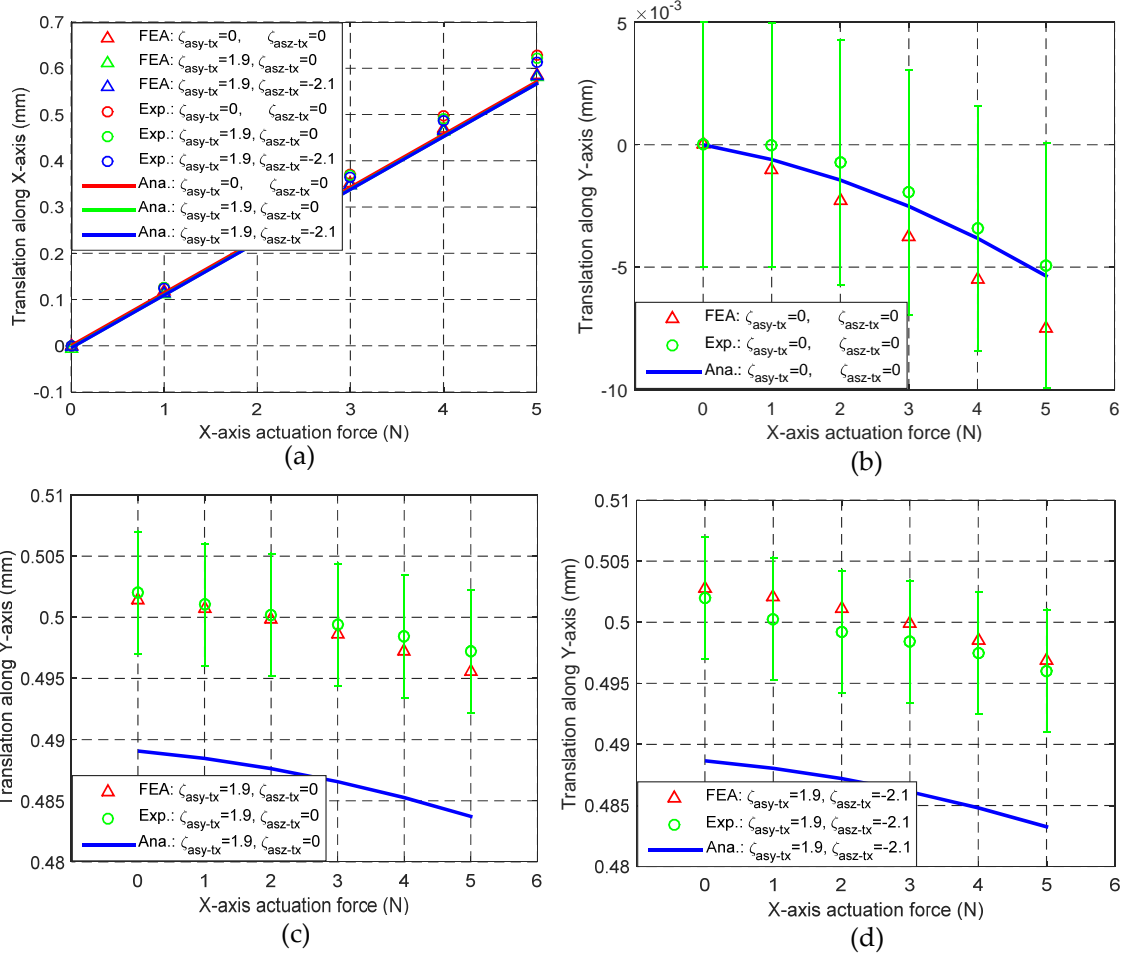 0.7
0.6
0.5
0.4
0.3
0.2
0.1
0
-0.1
Translation along X-axis (mm)
FEA: ζasy-tx=0, ζasz-tx=0
FEA: ζasy-tx=1.9, ζasz-tx=0
FEA: ζasy-tx=1.9, ζasz-tx=-2.1
Exp.: ζasy-tx=0, ζasz-tx=0
Exp.: ζasy-tx=1.9, ζasz-tx=0
Exp.: ζasy-tx=1.9, ζasz-tx=-2.1
Ana.: ζasy-tx=0, ζasz-tx=0
Ana.: ζasy-tx=1.9, ζasz-tx=0
Ana.: ζasy-tx=1.9, ζasz-tx=-2.1
0 1 2 3 4 5
X-axis actuation force (N)
(a)
×10-3
5
0
-5
-10
Translation along Y-axis (mm)
FEA: ζasy-tx=0, ζasz-tx=0
Exp.: ζasy-tx=0, ζasz-tx=0
Ana.: ζasy-tx=0, ζasz-tx=0
0 1 2 3 4 5 6
X-axis actuation force (N)
(b)
0.51
0.505
0.5
0.495
0.49
0.485
0.48
Translation along Y-axis (mm)
FEA: ζasy-tx=1.9, ζasz-tx=0
Exp.: ζasy-tx=1.9, ζasz-tx=0
Ana.: ζasy-tx=1.9, ζasz-tx=0
0 1 2 3 4 5 6
X-axis actuation force (N)
(c)
0.51
0.505
0.5
0.495
0.49
0.485
0.48
Translation along Y-axis (mm)
FEA: ζasy-tx=1.9, ζasz-tx=-2.1
Exp.: ζasy-tx=1.9, ζasz-tx=-2.1
Ana.: ζasy-tx=1.9, ζasz-tx=-2.1
0 1 2 3 4 5 6
X-axis actuation force (N)
(d)